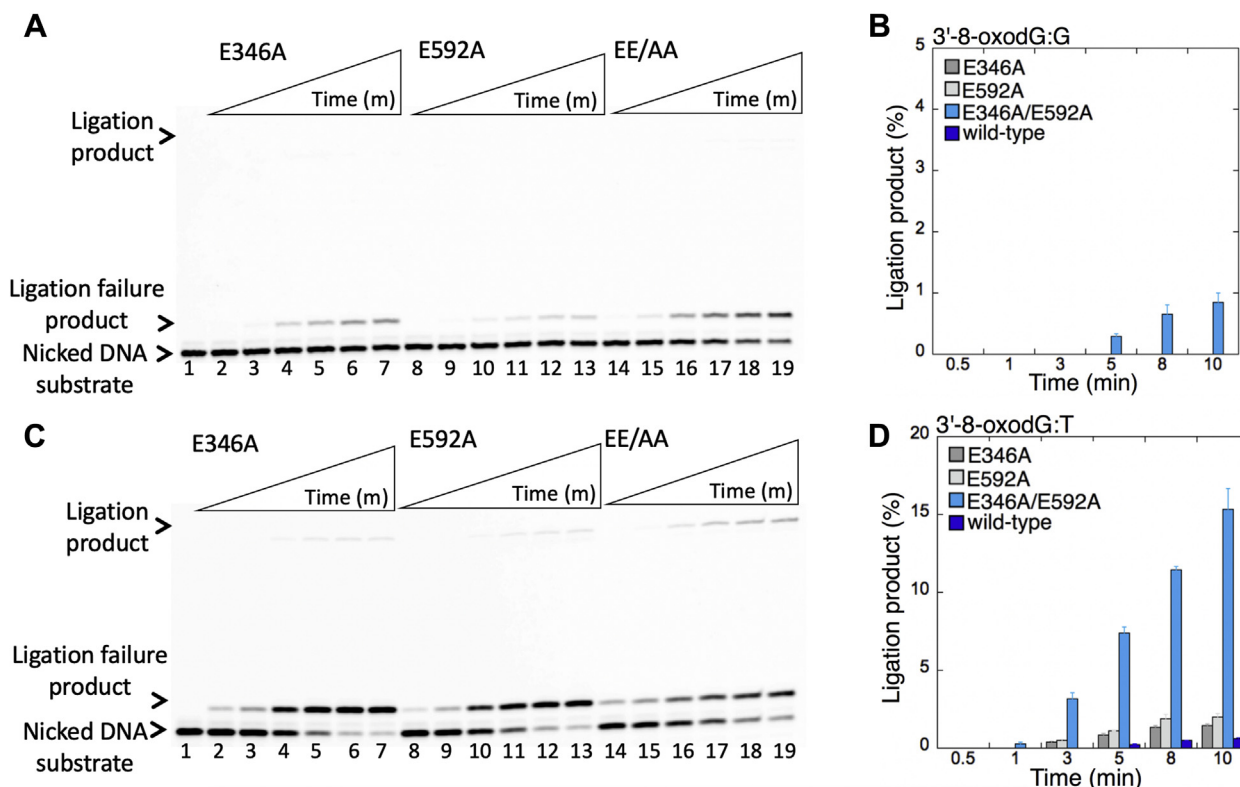 A
E346A
E592A
EE/AA
Time (m)
Time (m)
Time (m)
Ligation
product
Ligation failure
product
Nicked DNA
substrate
1 2 3 4 5 6 7 8 9 10 11 12 13 14 15 16 17 18 19
B
3'-8-oxodG:G
E346A
E592A
E346A/E592A
wild-type
Ligation product (%)
5
4
3
2
1
0
0.5 1 3 5 8 10
Time (min)
C
E346A
E592A
EE/AA
Time (m)
Time (m)
Time (m)
Ligation
product
Ligation failure
product
Nicked DNA
substrate
1 2 3 4 5 6 7 8 9 10 11 12 13 14 15 16 17 18 19
D
3'-8-oxodG:T
E346A
E592A
E346A/E592A
wild-type
Ligation product (%)
20
15
10
5
0
0.5 1 3 5 8 10
Time (min)